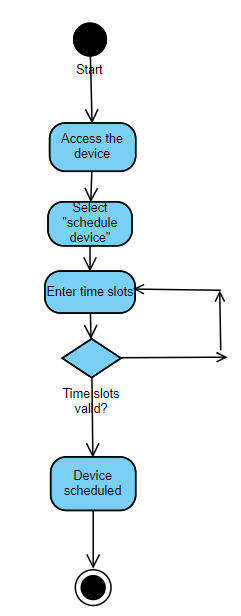 Start
Access the
device
Select
"schedule
device"
Enter time slots
Time slots
valid?
Device
scheduled